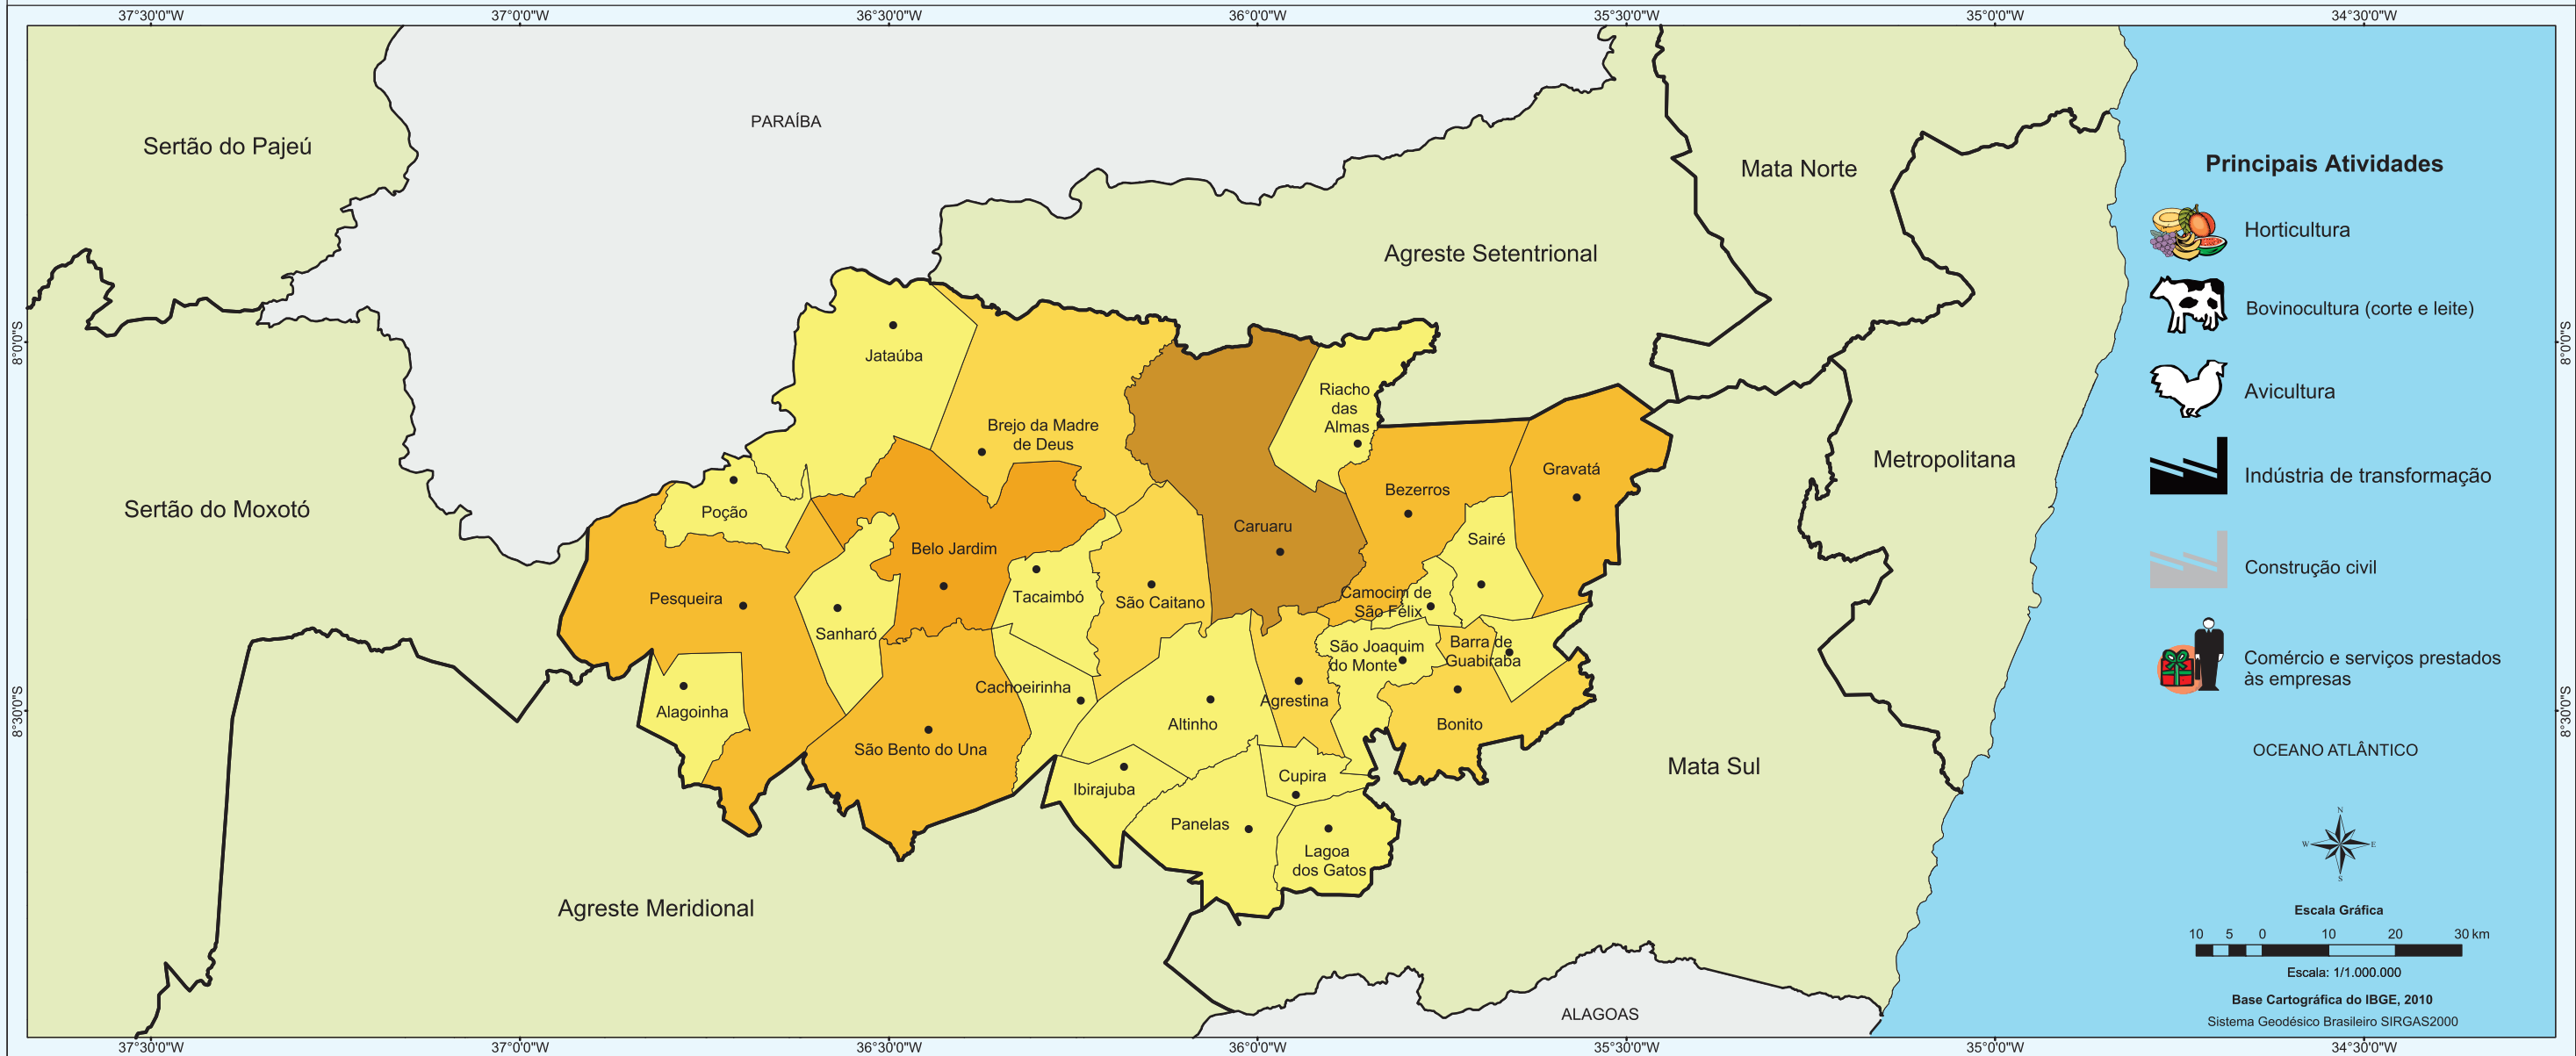 37°30'0"W
37°0'0"W
36°30'0"W
36°0'0"W
35°30'0"W
35°0'0"W
34°30'0"W
PARAÍBA
Sertão do Pajeú
Mata Norte
Agreste Setentrional
8°0'0"S
8°0'0"S
Jataúba
Riacho
das
Almas
Brejo da Madre
de Deus
Metropolitana
Gravatá
Bezerros
Sertão do Moxotó
Poção
Caruaru
Sairé
Belo Jardim
Pesqueira
Tacaimbó
São Caitano
Camocim de
São Félix
Sanharó
São Joaquim
do Monte
Barra de
Guabiraba
Cachoeirinha
Agrestina
Alagoinha
Altinho
Bonito
8°30'0"S
8°30'0"S
São Bento do Una
Mata Sul
Cupira
Ibirajuba
Panelas
Lagoa
dos Gatos
Agreste Meridional
ALAGOAS
Principais Atividades
Horticultura
Bovinocultura (corte e leite)
Avicultura
Indústria de transformação
Construção civil
Comércio e serviços prestados
às empresas
OCEANO ATLÂNTICO
N
W E
S
Escala Gráfica
10 5 0 10 20 30 km
Escala: 1/1.000.000
Base Cartográfica do IBGE, 2010
Sistema Geodésico Brasileiro SIRGAS2000
37°30'0"W
37°0'0"W
36°30'0"W
36°0'0"W
35°30'0"W
35°0'0"W
34°30'0"W